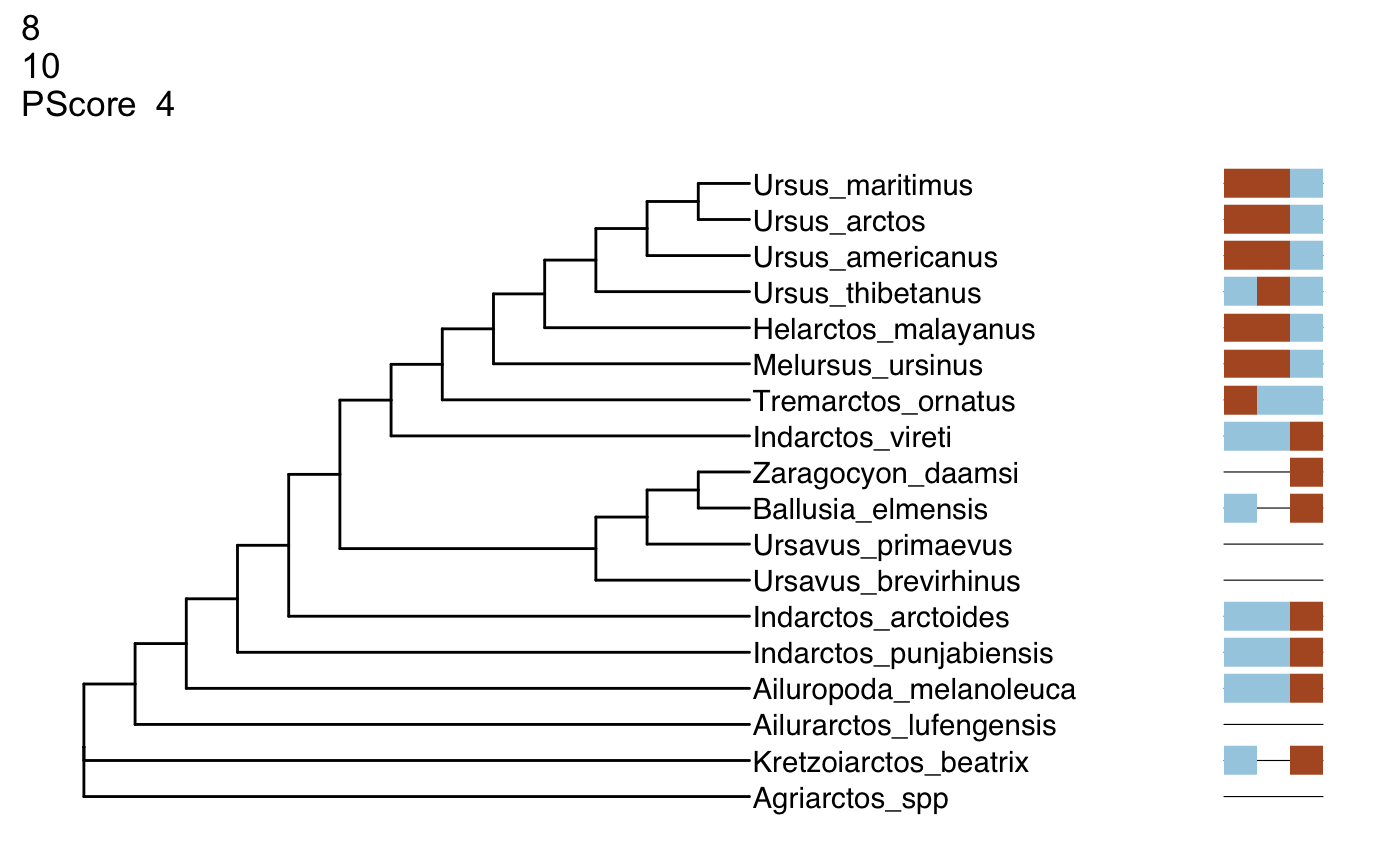 8
10
PScore 4
Ursus_maritimus
Ursus_arctos
Ursus_americanus
Ursus_thibetanus
Helarctos_malayanus
Melursus_ursinus
Tremarctos_ornatus
Indarctos_vireti
Zaragocyon_daamsi
Ballusia_elmensis
Ursavus_primaevus
Ursavus_brevirhinus
Indarctos_arctoides
Indarctos_punjabiensis
Ailuropoda_melanoleuca
Ailurarctos_lufengensis
Kretzoiarctos_beatrix
Agriarctos_spp